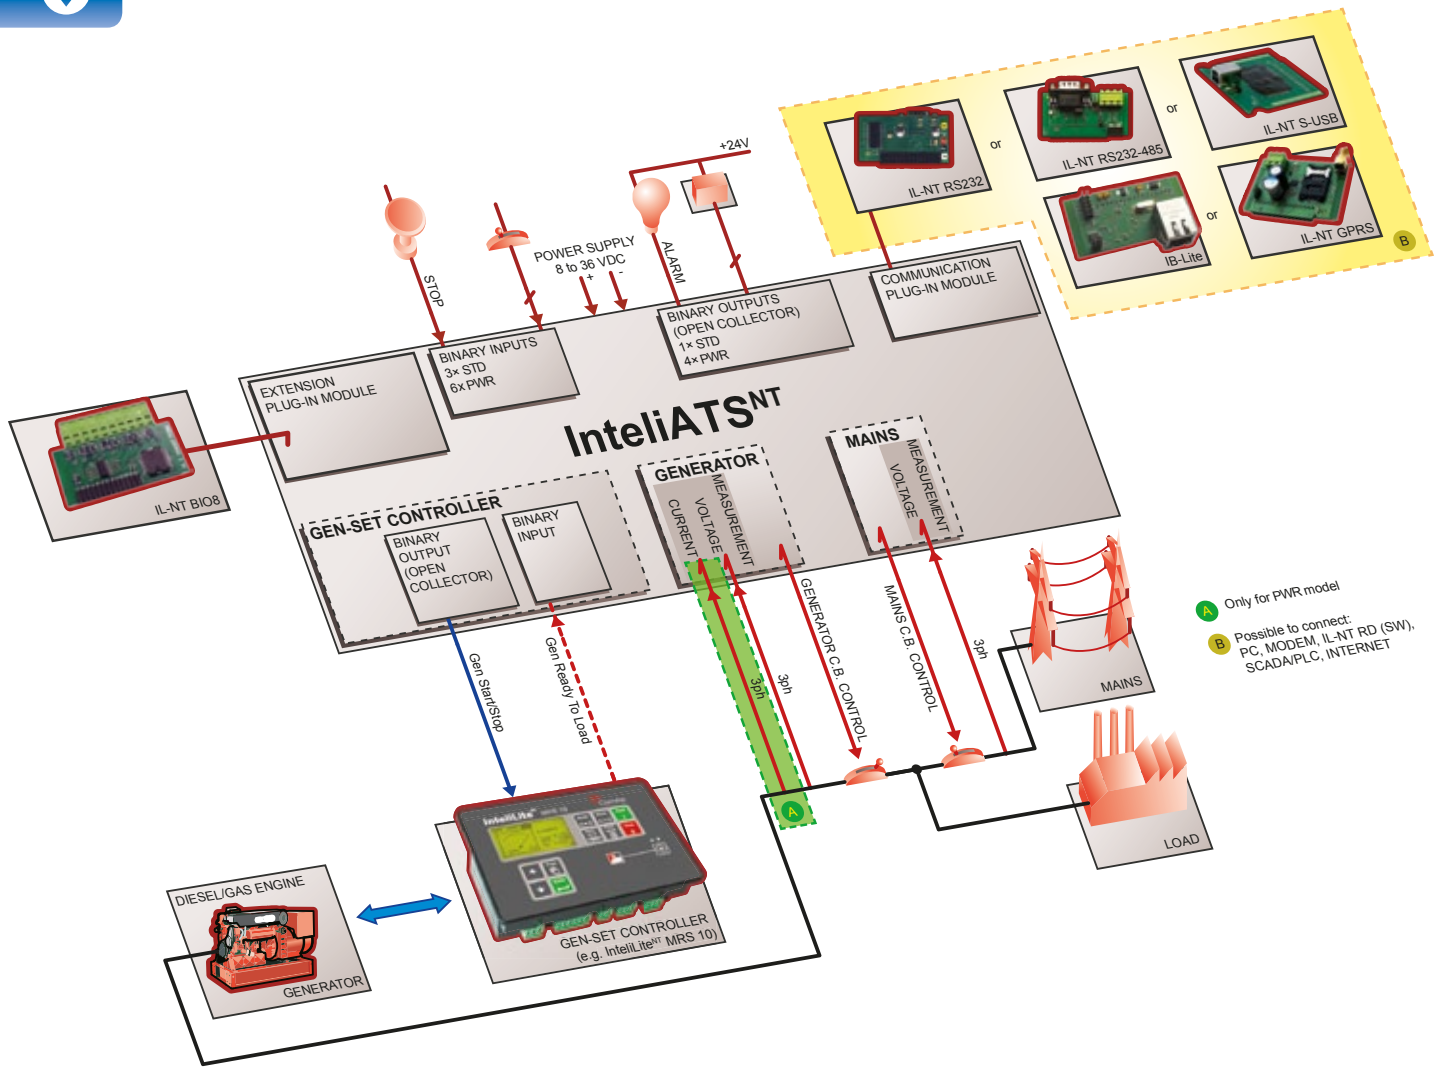 +24V
IL-NT RS232
or
IL-NT RS232-485
or
IL-NT S-USB
IB-Lite
or
IL-NT GPRS
B
STOP
POWER SUPPLY
8 to 36 VDC
+ -
ALARM
COMMUNICATION
PLUG-IN MODULE
BINARY OUTPUTS
(OPEN COLLECTOR)
1× STD
4× PWR
BINARY INPUTS
3× STD
6× PWR
EXTENSION
PLUG-IN MODULE
IL-NT BIO8
InteliATS NT
GEN-SET CONTROLLER
BINARY
OUTPUT
(OPEN
COLLECTOR)
BINARY
INPUT
GENERATOR
CURRENT
VOLTAGE
MEASUREMENT
MAINS
VOLTAGE
MEASUREMENT
Gen Start/Stop
Gen Ready To Load
3ph
3ph
GENERATOR C.B. CONTROL
MAINS C.B. CONTROL
3ph
A
MAINS
LOAD
A Only for PWR model
B Possible to connect:
PC, MODEM, IL-NT RD (SW),
SCADA/PLC, INTERNET
InteliLite
GEN-SET CONTROLLER
(e.g. InteliLite NT MRS 10)
DIESEL/GAS ENGINE
GENERATOR